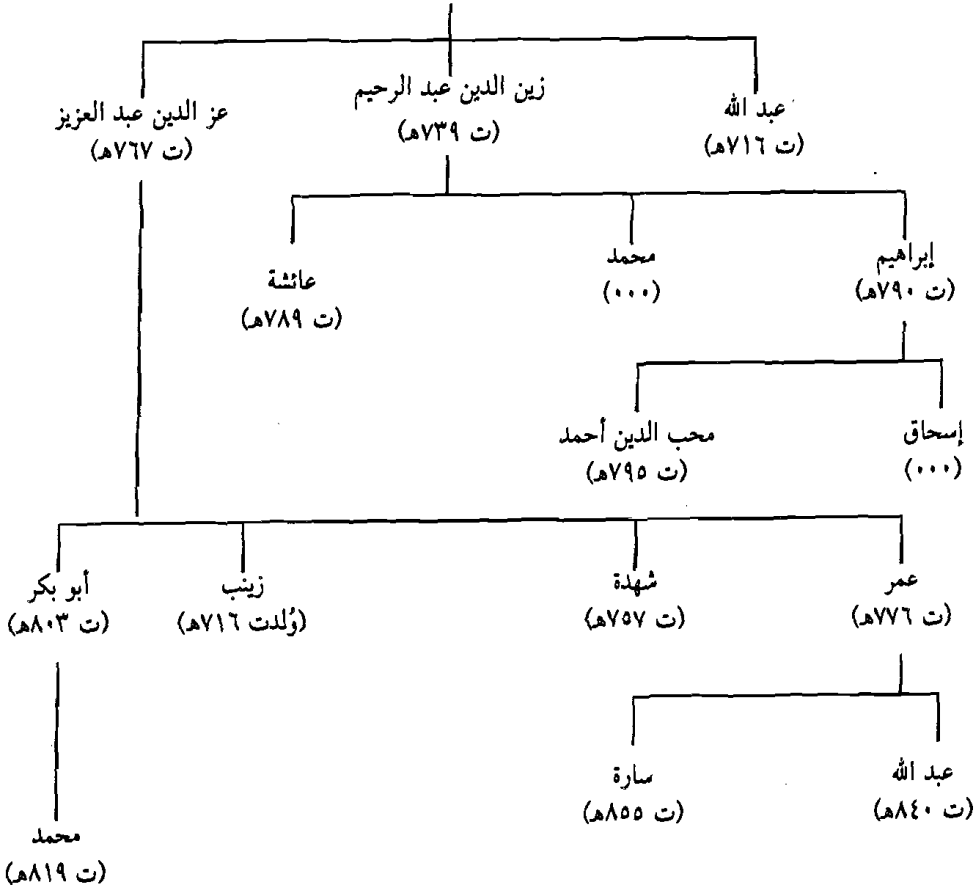 عبد الله
(ت ٧١٦هـ)
زين الدين عبد الرحيم
(ت ٧٣٩هـ)
عز الدين عبد العزيز
(ت ٧٦٧هـ)
إبراهيم
(ت ٧٩٠هـ)
محمد
(٠٠٠)
عائشة
(ت ٧٨٩هـ)
إسحاق
(٠٠٠)
محب الدين أحمد
(ت ٧٩٥هـ)
عمر
(ت ٧٧٦هـ)
شهدة
(ت ٧٥٧هـ)
زينب
(وُلدت ٧١٦هـ)
أبو بكر
(ت ٨٠٣هـ)
عبد الله
(ت ٨٤٠هـ)
سارة
(ت ٨٥٥هـ)
محمد
(ت ٨١٩هـ)